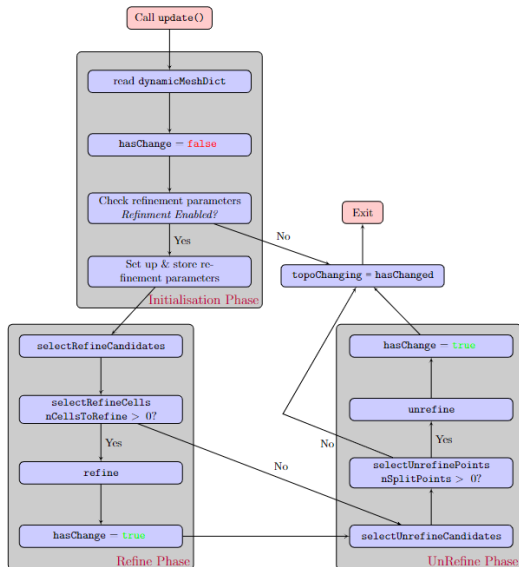 Call update()
read dynamicMeshDict
hasChange = false
Check refinement parameters
Refinment Enabled?
Yes
No
Set up & store re-
finement parameters
Initialisation Phase
Exit
topoChanging = hasChanged
selectRefineCandidates
selectRefineCells
nCellsToRefine > 0?
Yes
No
refine
hasChange = true
Refine Phase
hasChange = true
unrefine
Yes
No
selectUnrefinePoints
nSplitPoints > 0?
selectUnrefineCandidates
UnRefine Phase